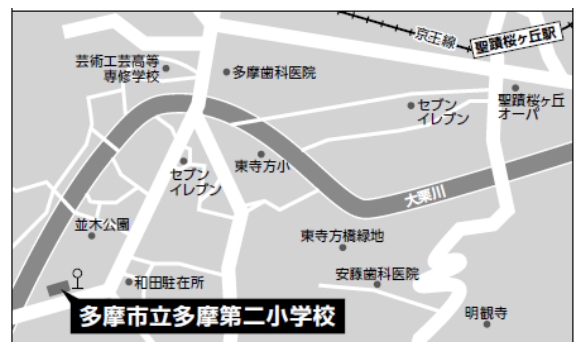 京王線
聖蹟桜ヶ丘駅
芸術工芸高等
専修学校
多摩歯科医院
セブン
イレブン
聖蹟桜ヶ丘
オーパ
セブン
イレブン
東寺方小
大栗川
並木公園
東寺方橋緑地
和田駐在所
安藤歯科医院
多摩市立多摩第二小学校
明観寺